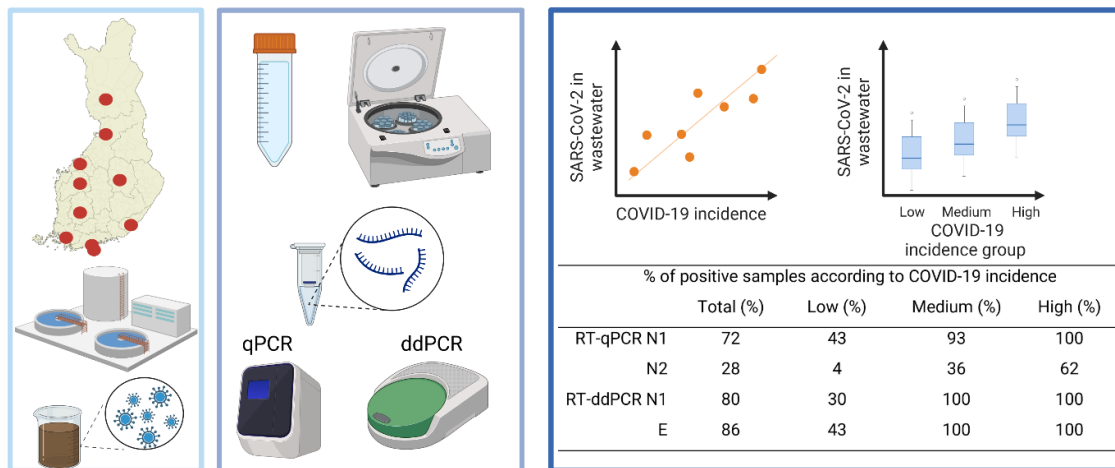 qPCR
ddPCR
SARS-CoV-2 in
wastewater
COVID-19 incidence
SARS-CoV-2 in
wastewater
Low Medium High
COVID-19
incidence group
% of positive samples according to COVID-19 incidence
Total (%) Low (%) Medium (%) High (%)
RT-qPCR N1 72 43 93 100
N2 28 4 36 62
RT-ddPCR N1 80 30 100 100
E 86 43 100 100